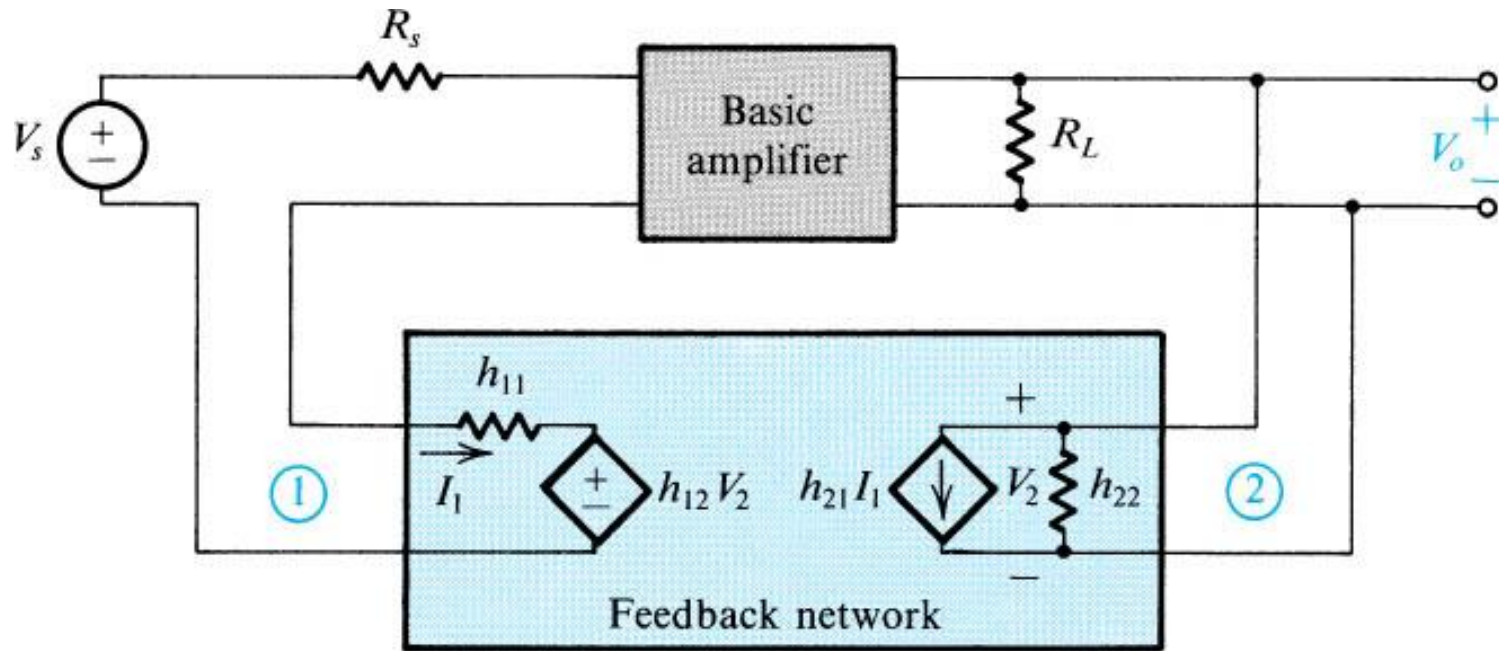 R_s
Basic
amplifier
V_s
+
−
R_L
+
V_o
−
h_11
I_1
+
−
h_12 V_2
h_21 I_1
+
V_2
−
h_22
1
2
Feedback network